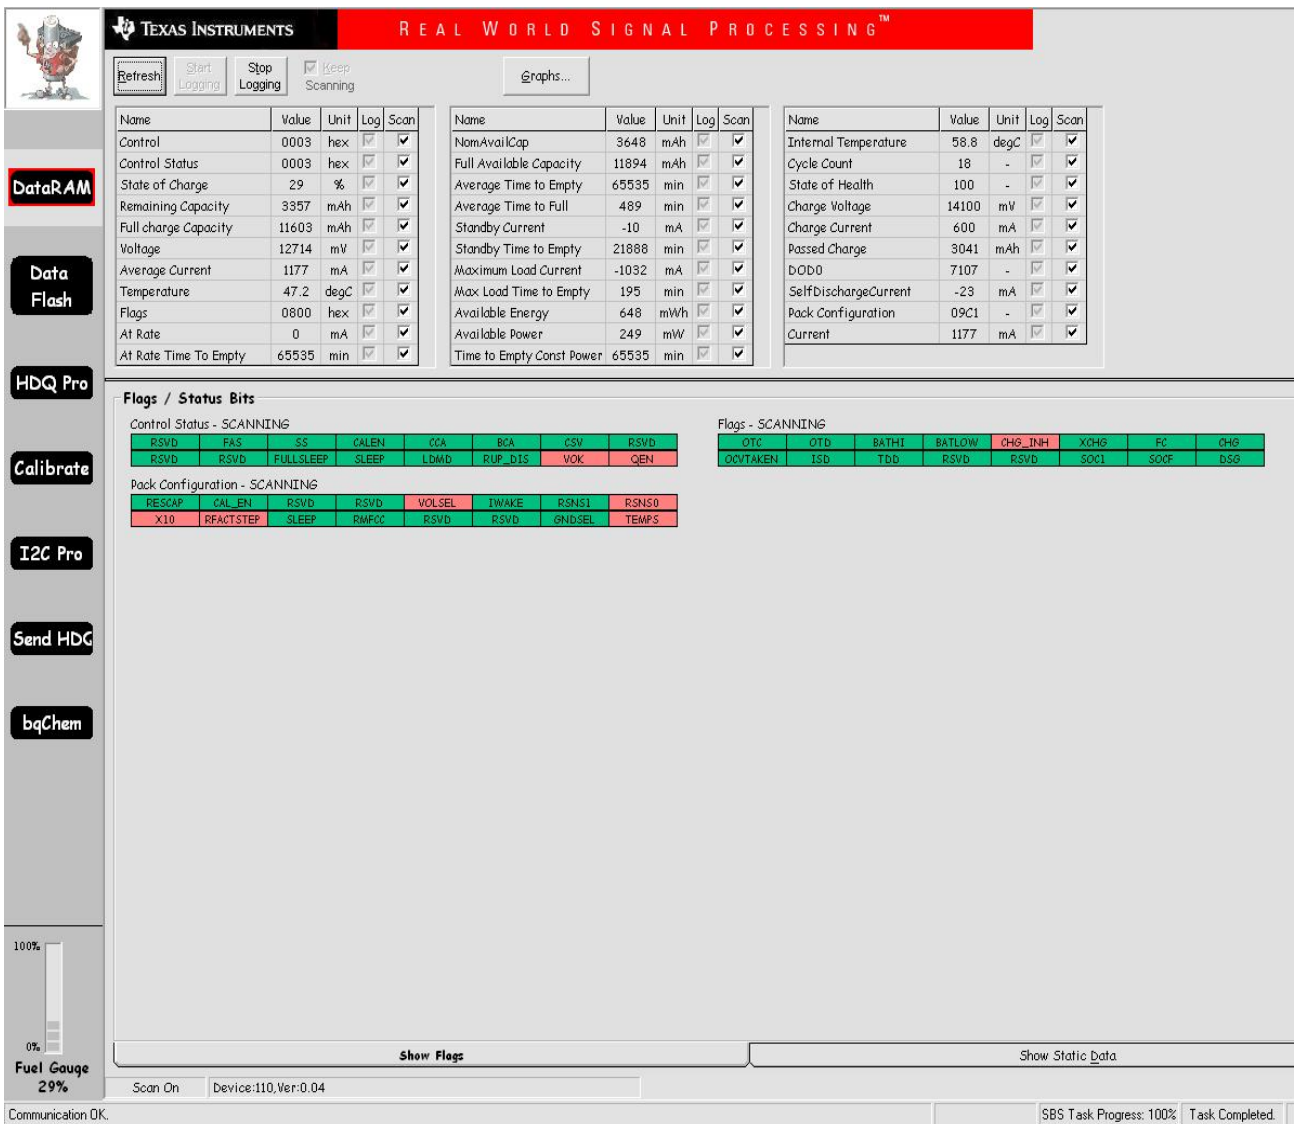 TEXAS INSTRUMENTS REAL WORLD SIGNAL PROCESSING™
Refresh Start Logging Stop Logging Keep Scanning Graphs...
Name Value Unit Log Scan Name Value Unit Log Scan Name Value Unit Log Scan
Control 0003 hex NomAvailCap 3648 mAh Internal Temperature 58.8 degC
Control Status 0003 hex Full Available Capacity 11894 mAh Cycle Count 18 -
State of Charge 29 % Average Time to Empty 65535 min State of Health 100 -
Remaining Capacity 3357 mAh Average Time to Full 489 min Charge Voltage 14100 mV
Full charge Capacity 11603 mAh Standby Current -10 mA Charge Current 600 mA
Voltage 12714 mV Standby Time to Empty 21888 min Passed Charge 3041 mAh
Average Current 1177 mA Maximum Load Current -1032 mA DOD0 7107 -
Temperature 47.2 degC Max Load Time to Empty 195 min SelfDischargeCurrent -23 mA
Flags 0800 hex Available Energy 648 mWh Pack Configuration 09C1 -
At Rate 0 mA Available Power 249 mW Current 1177 mA
At Rate Time To Empty 65535 min Time to Empty Const Power 65535 min
DataRAM
Data
Flash
HDQ Pro
Calibrate
I2C Pro
Send HDG
bqChem
Flags / Status Bits
Control Status - SCANNING Flags - SCANNING
RSVD FAS SS CALEN CCA BCA CSV RSVD OTC OTD BATHI BATLOW CHG_INH XCHG FC CHG
RSVD RSVD FULLSLEEP SLEEP LDMD RUP_DIS VOK QEN OCVTAKEN ISD TDD RSVD RSVD SOC1 SOCF DSG
Pack Configuration - SCANNING
RESCAP CAL_EN RSVD RSVD VOLSEL IWAKE RSNS1 RSNS0
X10 RFACTSTEP SLEEP RMFCC RSVD RSVD GNDSEL TEMPS
100%
0%
Fuel Gauge
29%
Show Flags Show Static Data
Scan On Device:110,Ver:0.04
Communication OK. SBS Task Progress: 100% Task Completed.